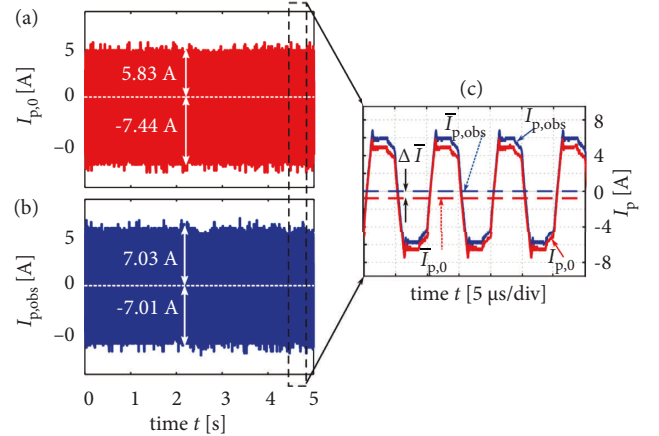 (a)
I_p,0 [A]
5
0
–0
5.83 A
-7.44 A
(b)
I_p,obs [A]
5
0
–0
7.03 A
-7.01 A
0 1 2 3 4 5
time t [s]
(c)
Ī_p,obs
I_p,obs
Δ Ī
Ī_p,0
I_p,0
8
4
0
-4
-8
I_p [A]
time t [5 μs/div]